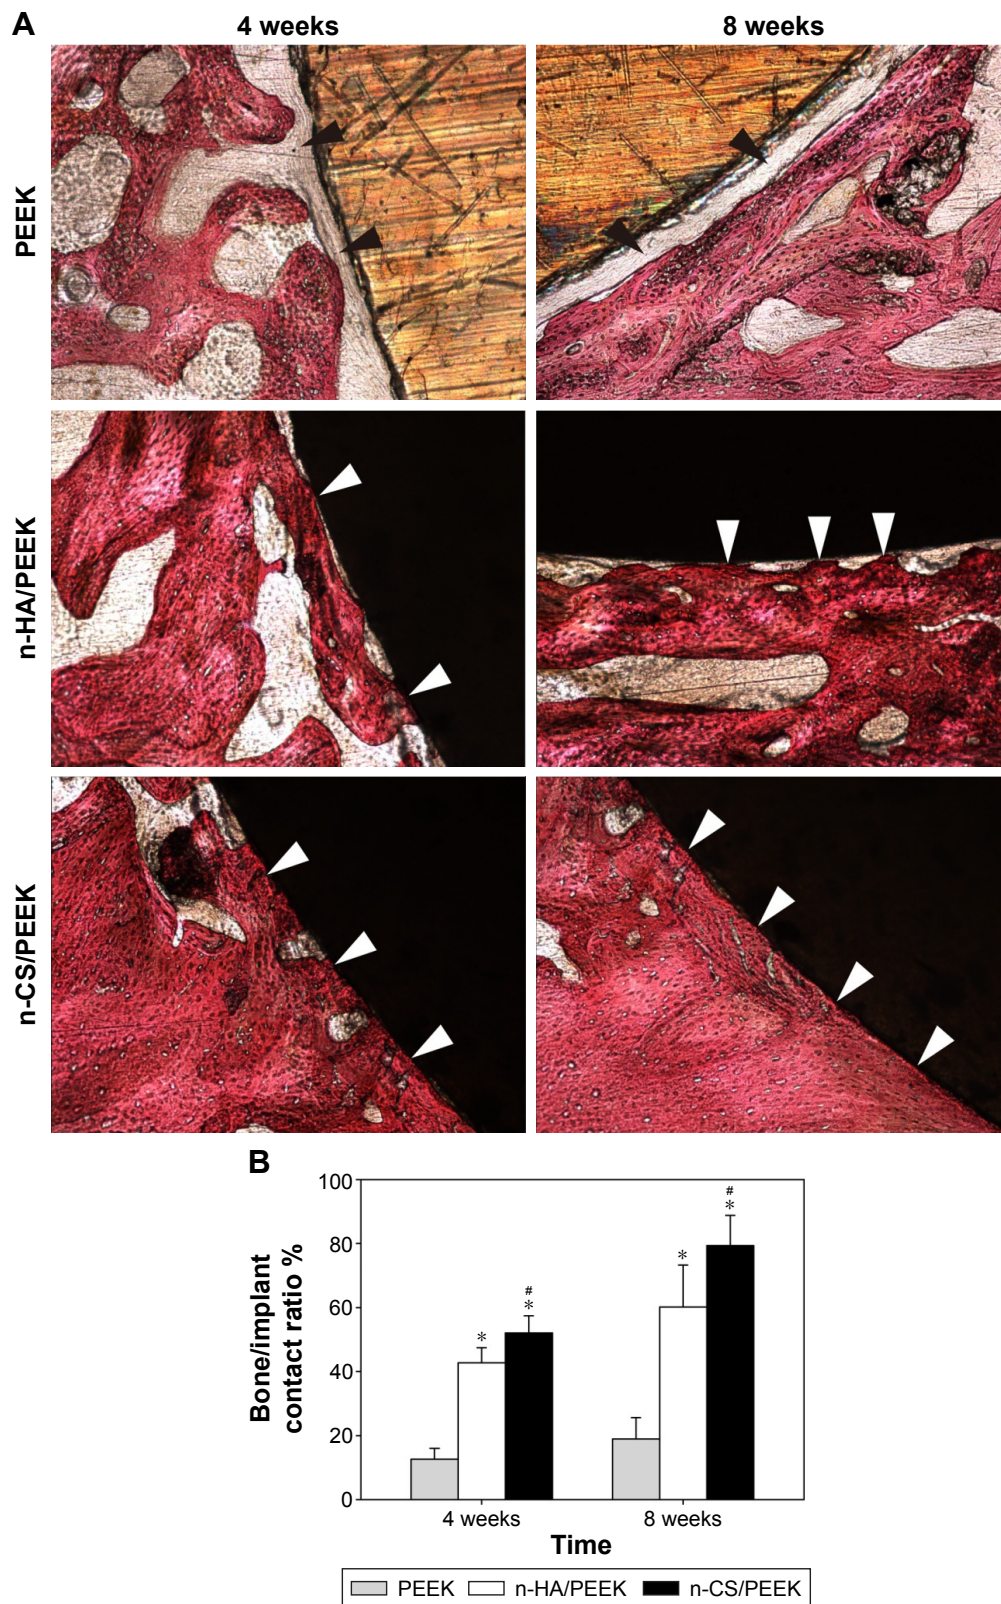 A
4 weeks
8 weeks
PEEK
n-HA/PEEK
n-CS/PEEK
B
Bone/implant
contact ratio %
100
80
60
40
20
0
*
#
*
*
#
*
4 weeks
8 weeks
Time
PEEK
n-HA/PEEK
n-CS/PEEK